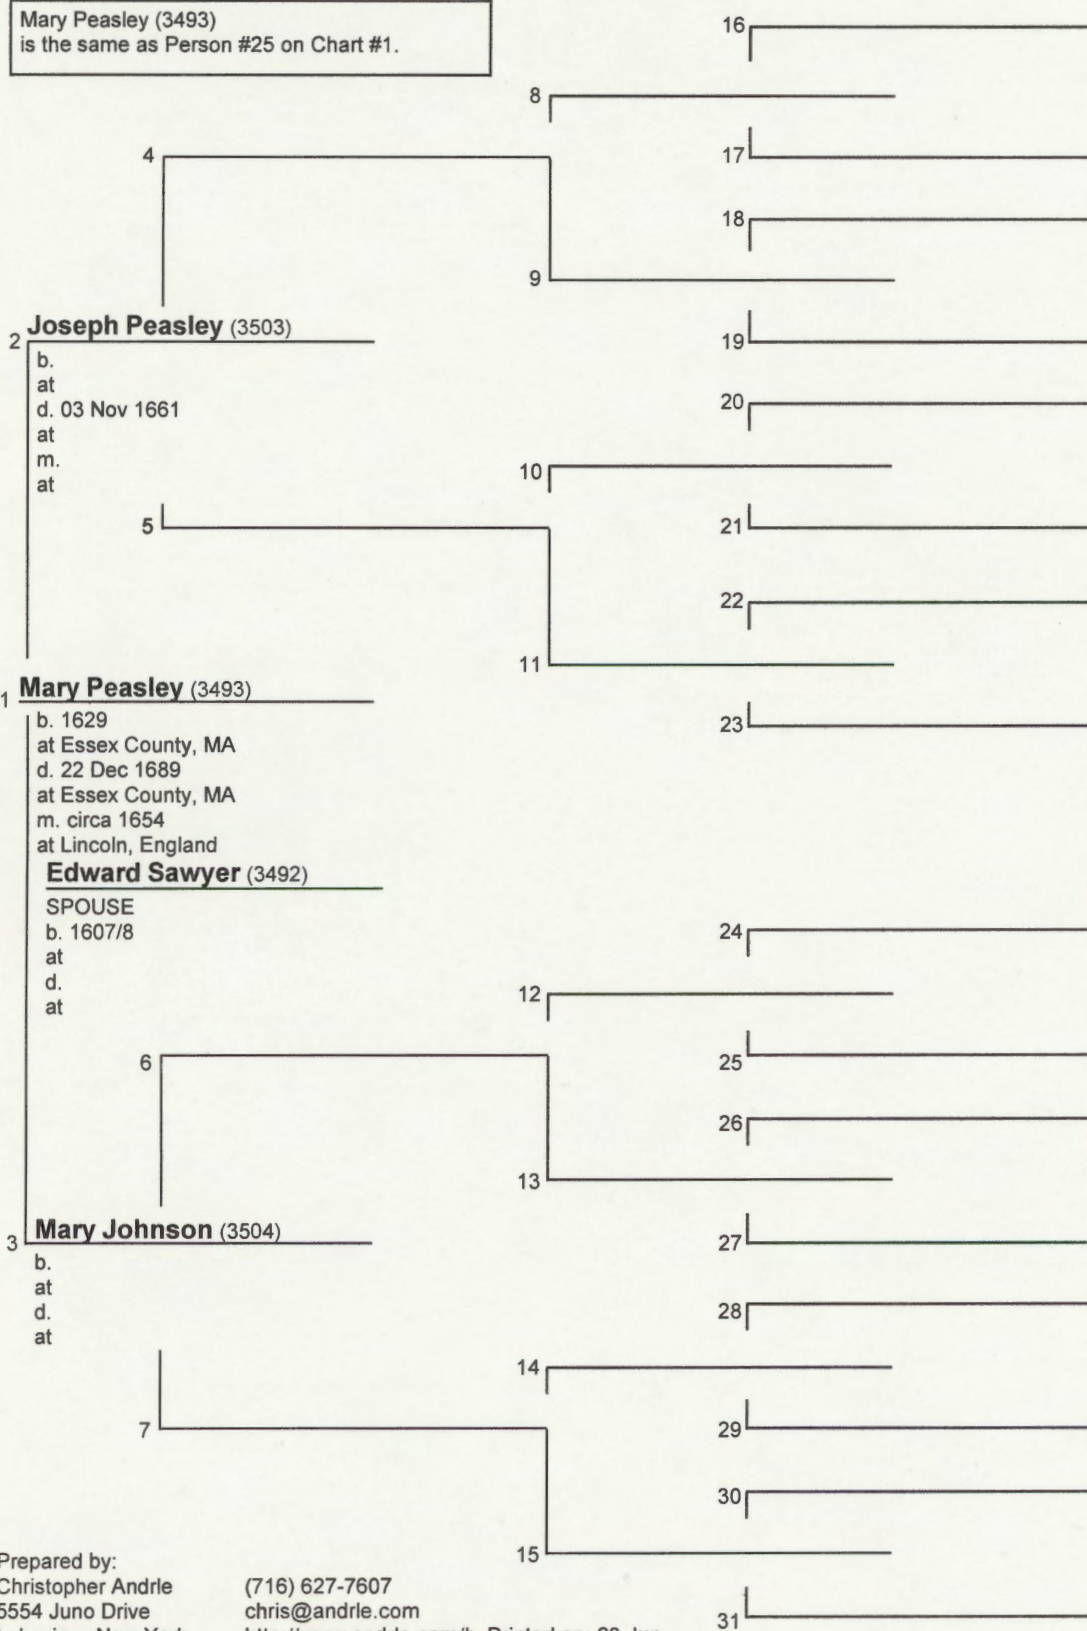 Mary Peasley (3493)
is the same as Person #25 on Chart #1.
16
8
4
17
18
9
2 Joseph Peasley (3503)
b.
at
d. 03 Nov 1661
at
m.
at
19
20
10
5
21
22
11
1 Mary Peasley (3493)
b. 1629
at Essex County, MA
d. 22 Dec 1689
at Essex County, MA
m. circa 1654
at Lincoln, England
23
Edward Sawyer (3492)
SPOUSE
b. 1607/8
at
d.
at
24
12
6
25
26
13
3 Mary Johnson (3504)
b.
at
d.
at
27
28
14
7
29
30
15
Prepared by:
Christopher Andrle (716) 627-7607
5554 Juno Drive chris@andrle.com
31